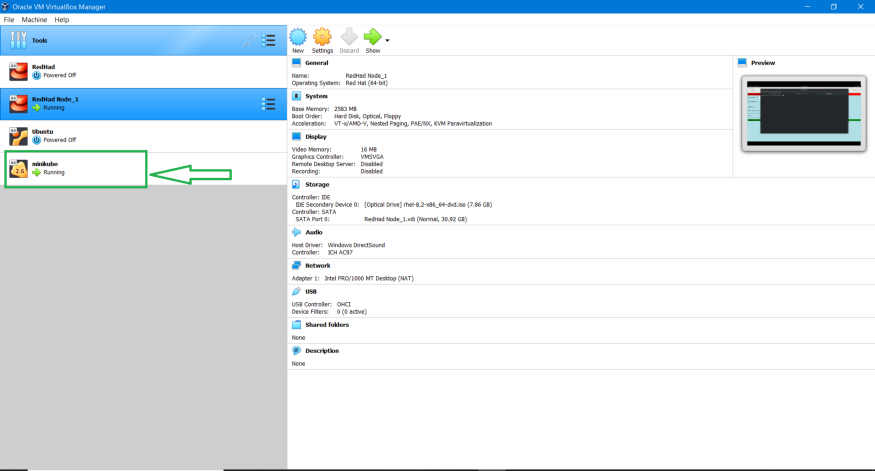 Oracle VM VirtualBox Manager
File Machine Help
Tools
RedHad
Powered Off
RedHad Node_1
Running
Ubuntu
Powered Off
minikube
Running
New Settings Discard Show
General
Name: RedHad Node_1
Operating System: Red Hat (64-bit)
System
Base Memory: 2583 MB
Boot Order: Hard Disk, Optical, Floppy
Acceleration: VT-x/AMD-V, Nested Paging, PAE/NX, KVM Paravirtualization
Display
Video Memory: 16 MB
Graphics Controller: VMSVGA
Remote Desktop Server: Disabled
Recording: Disabled
Storage
Controller: IDE
IDE Secondary Device 0: [Optical Drive] rhel-8.2-x86_64-dvd.iso (7.86 GB)
Controller: SATA
SATA Port 0: RedHad Node_1.vdi (Normal, 30.92 GB)
Audio
Host Driver: Windows DirectSound
Controller: ICH AC97
Network
Adapter 1: Intel PRO/1000 MT Desktop (NAT)
USB
USB Controller: OHCI
Device Filters: 0 (0 active)
Shared folders
None
Description
None
Preview